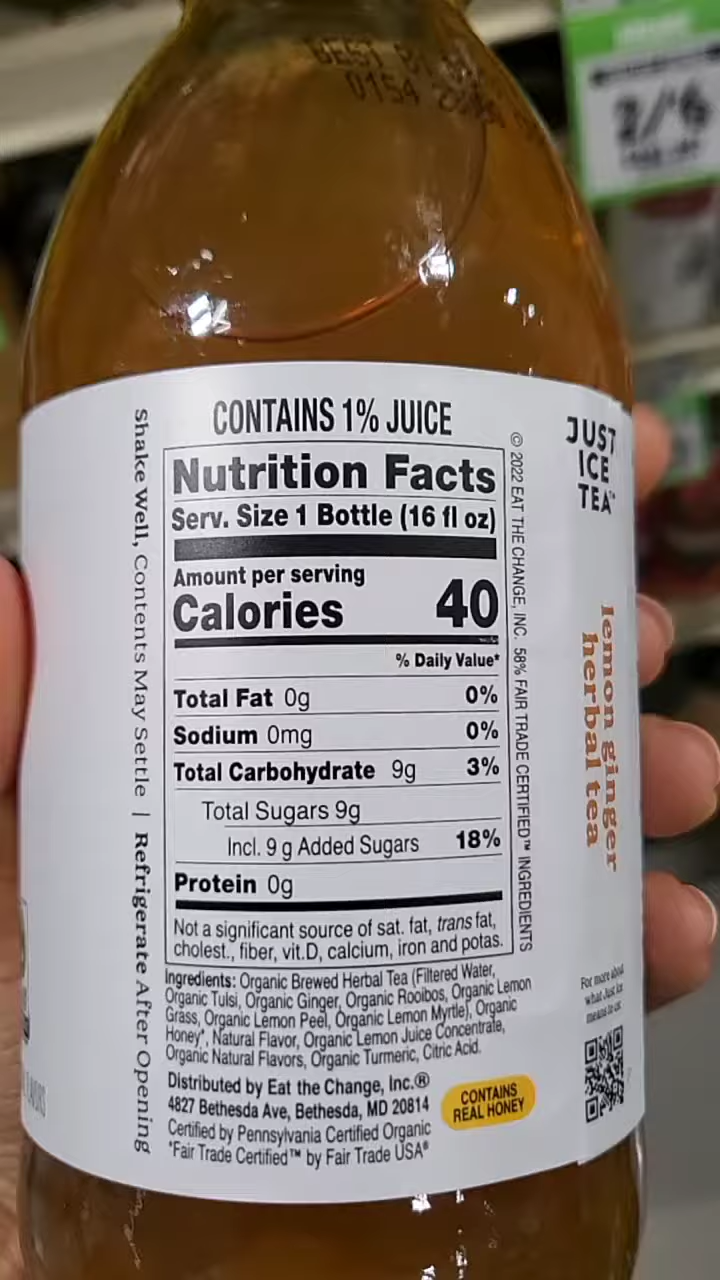 BEST BY
0154
2/$6
CONTAINS 1% JUICE
Nutrition Facts
Serv. Size 1 Bottle (16 fl oz)
Amount per serving
Calories 40
% Daily Value*
Total Fat 0g 0%
Sodium 0mg 0%
Total Carbohydrate 9g 3%
Total Sugars 9g
Incl. 9 g Added Sugars 18%
Protein 0g
Not a significant source of sat. fat, trans fat,
cholest., fiber, vit.D, calcium, iron and potas.
Ingredients: Organic Brewed Herbal Tea (Filtered Water,
Organic Tulsi, Organic Ginger, Organic Rooibos, Organic Lemon
Grass, Organic Lemon Peel, Organic Lemon Myrtle), Organic
Honey*, Natural Flavor, Organic Lemon Juice Concentrate,
Organic Natural Flavors, Organic Turmeric, Citric Acid.
Distributed by Eat the Change, Inc.®
4827 Bethesda Ave, Bethesda, MD 20814
Certified by Pennsylvania Certified Organic
*Fair Trade Certified™ by Fair Trade USA®
CONTAINS
REAL HONEY
Shake Well, Contents May Settle | Refrigerate After Opening
© 2022 EAT THE CHANGE, INC. 58% FAIR TRADE CERTIFIED™ INGREDIENTS
JUST
ICE
TEA™
lemon ginger
herbal tea
For more about
what Just Ice
means to us: